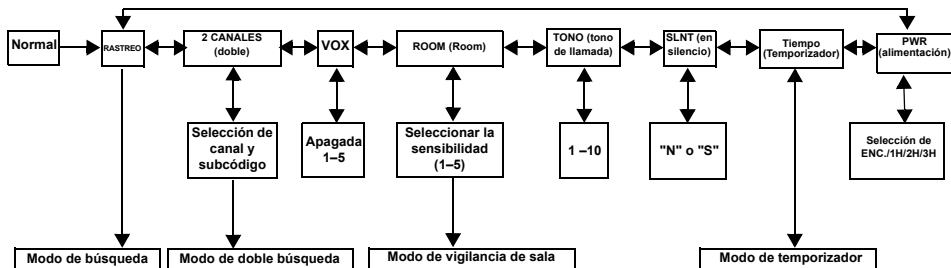 Normal
RASTREO
2 CANALES
(doble)
VOX
ROOM (Room)
TONO (tono
de llamada)
SLNT (en
silencio)
Tiempo
(Temporizador)
PWR
(alimentación)
Selección de
canal y
subcódigo
Apagada
1–5
Seleccionar la
sensibilidad
(1–5)
1 –10
"N" o "S"
Selección de
ENC./1H/2H/3H
Modo de búsqueda
Modo de doble búsqueda
Modo de vigilancia de sala
Modo de temporizador